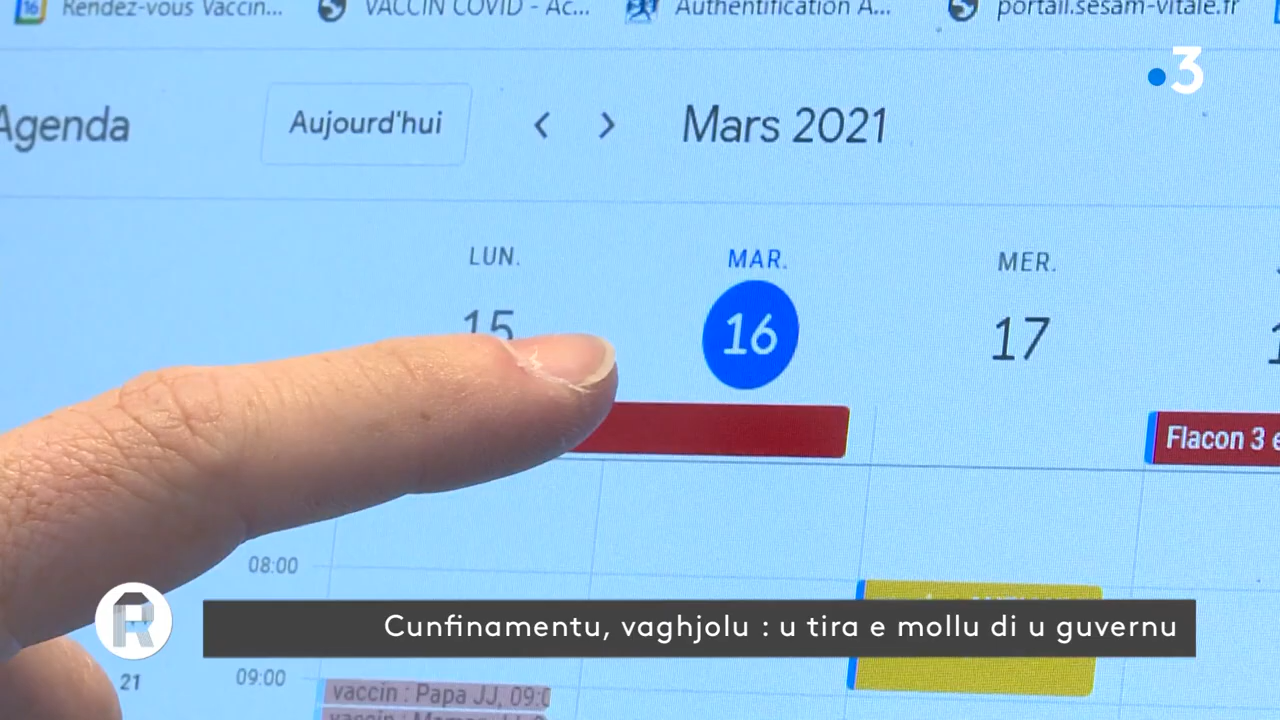 16 Rendez-vous Vaccin... VACCIN COVID - Ac... Authentification A... portail.sesam-vitale.fr
3
Agenda Aujourd'hui < > Mars 2021
LUN. MAR. MER.
15 16 17
Flacon 3
08:00
R
Cunfinamentu, vaghjolu : u tira e mollu di u guvernu
21 09:00
vaccin : Papa JJ, 09:0
vaccin :